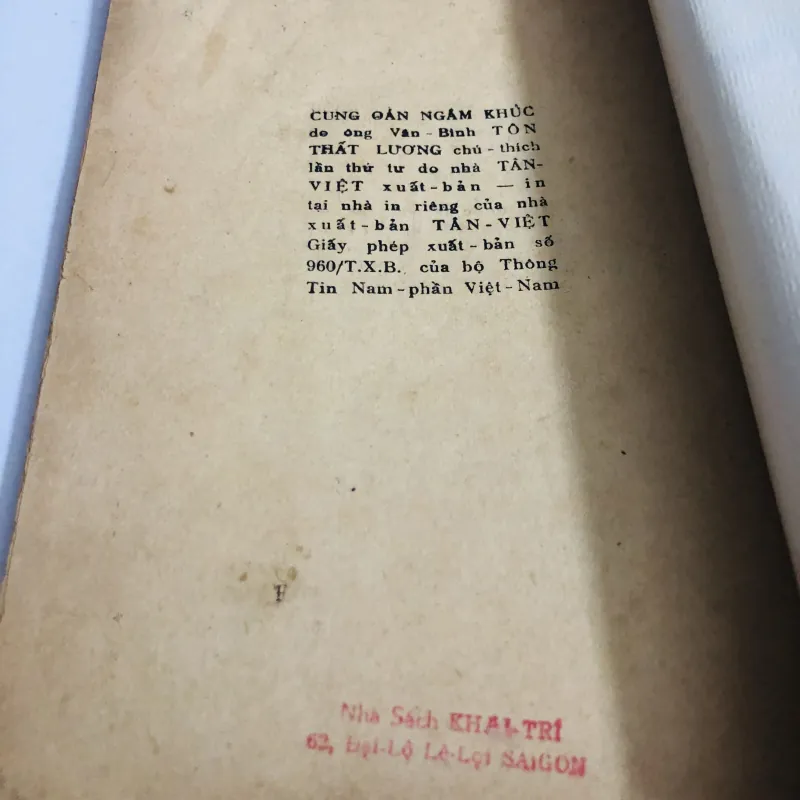 CUNG OÁN NGÂM KHÚC
do ông Vân-Bình TÔN
THẤT LƯƠNG chú-thích
lần thứ tư do nhà TÂN-
VIỆT xuất-bản — in
tại nhà in riêng của nhà
xuất-bản TÂN-VIỆT
Giấy phép xuất-bản số
960/T.X.B. của bộ Thông
Tin Nam-phần Việt-Nam
Nhà Sách KHAI-TRÍ
62, Đại-Lộ Lê-Lợi SAIGON